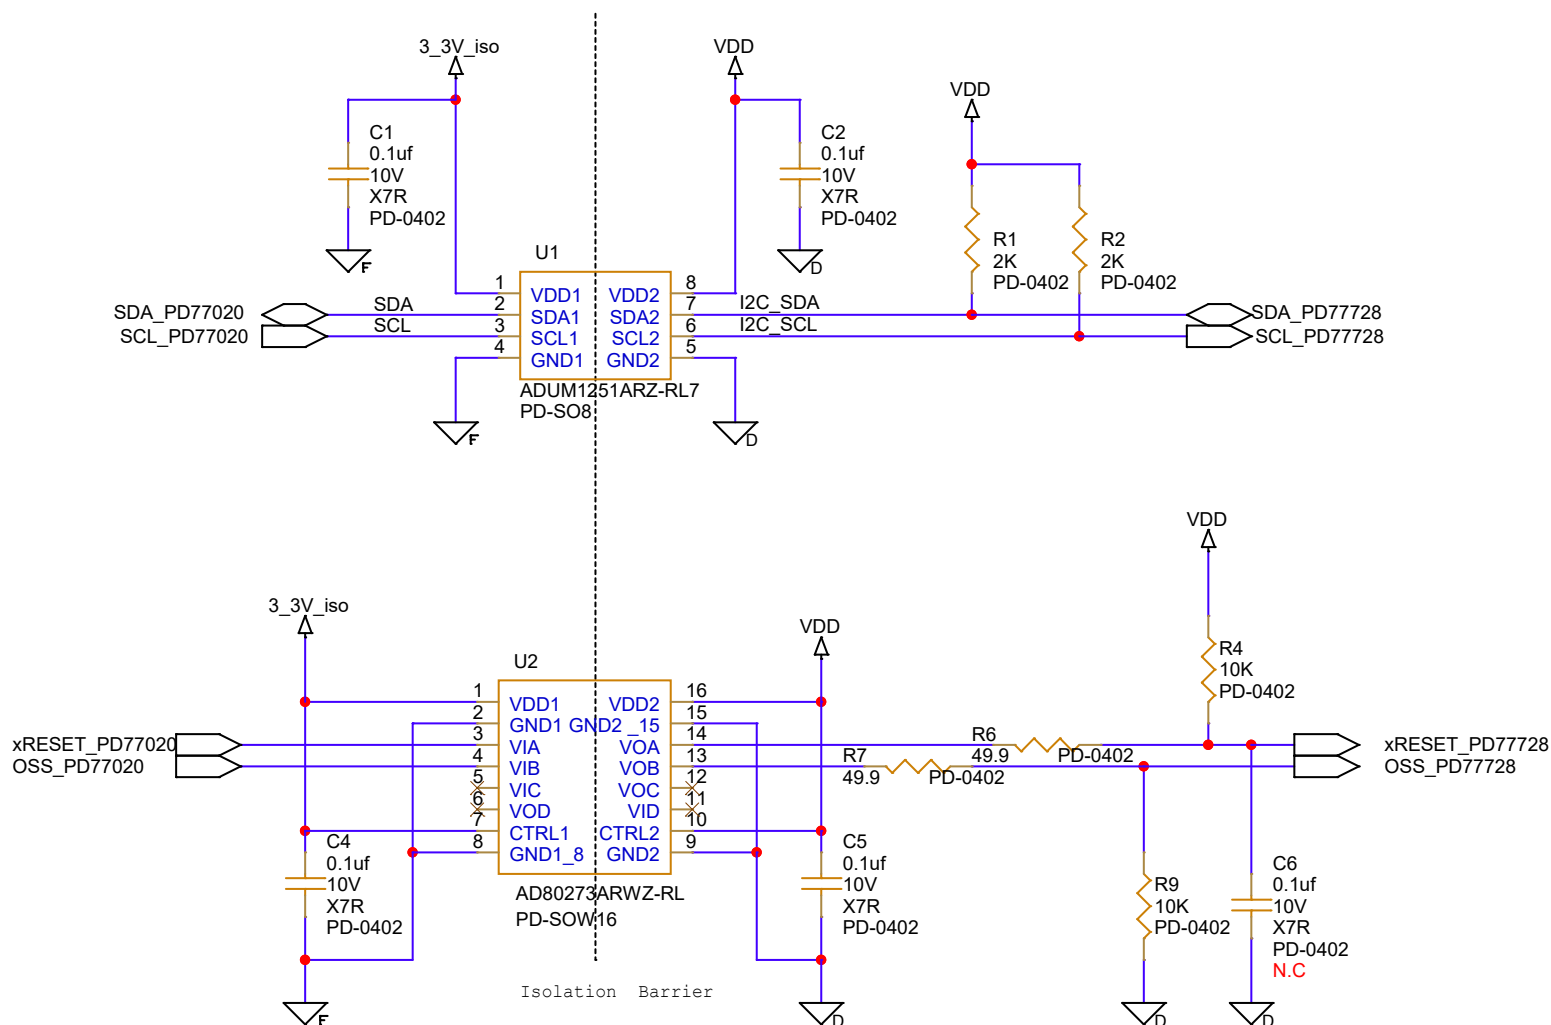 3_3V_iso
VDD
VDD
C1
0.1uf
10V
X7R
PD-0402
C2
0.1uf
10V
X7R
PD-0402
F
D
U1
R1
2K
PD-0402
R2
2K
PD-0402
SDA_PD77020
SCL_PD77020
SDA
SCL
1
2
3
4
VDD1
SDA1
SCL1
GND1
VDD2
SDA2
SCL2
GND2
8
7
6
5
I2C_SDA
I2C_SCL
SDA_PD77728
SCL_PD77728
ADUM1251ARZ-RL7
PD-SO8
F
D
VDD
3_3V_iso
VDD
U2
R4
10K
PD-0402
xRESET_PD77020
OSS_PD77020
1
2
3
4
5
6
7
8
VDD1
GND1
VIA
VIB
VIC
VOD
CTRL1
GND1_8
VDD2
GND2 _15
VOA
VOB
VOC
VID
CTRL2
GND2
16
15
14
13
12
11
10
9
R6
49.9
PD-0402
R7
49.9
PD-0402
xRESET_PD77728
OSS_PD77728
C4
0.1uf
10V
X7R
PD-0402
AD80273ARWZ-RL
PD-SOW16
C5
0.1uf
10V
X7R
PD-0402
R9
10K
PD-0402
C6
0.1uf
10V
X7R
PD-0402
N.C
Isolation Barrier
F
D
D
D